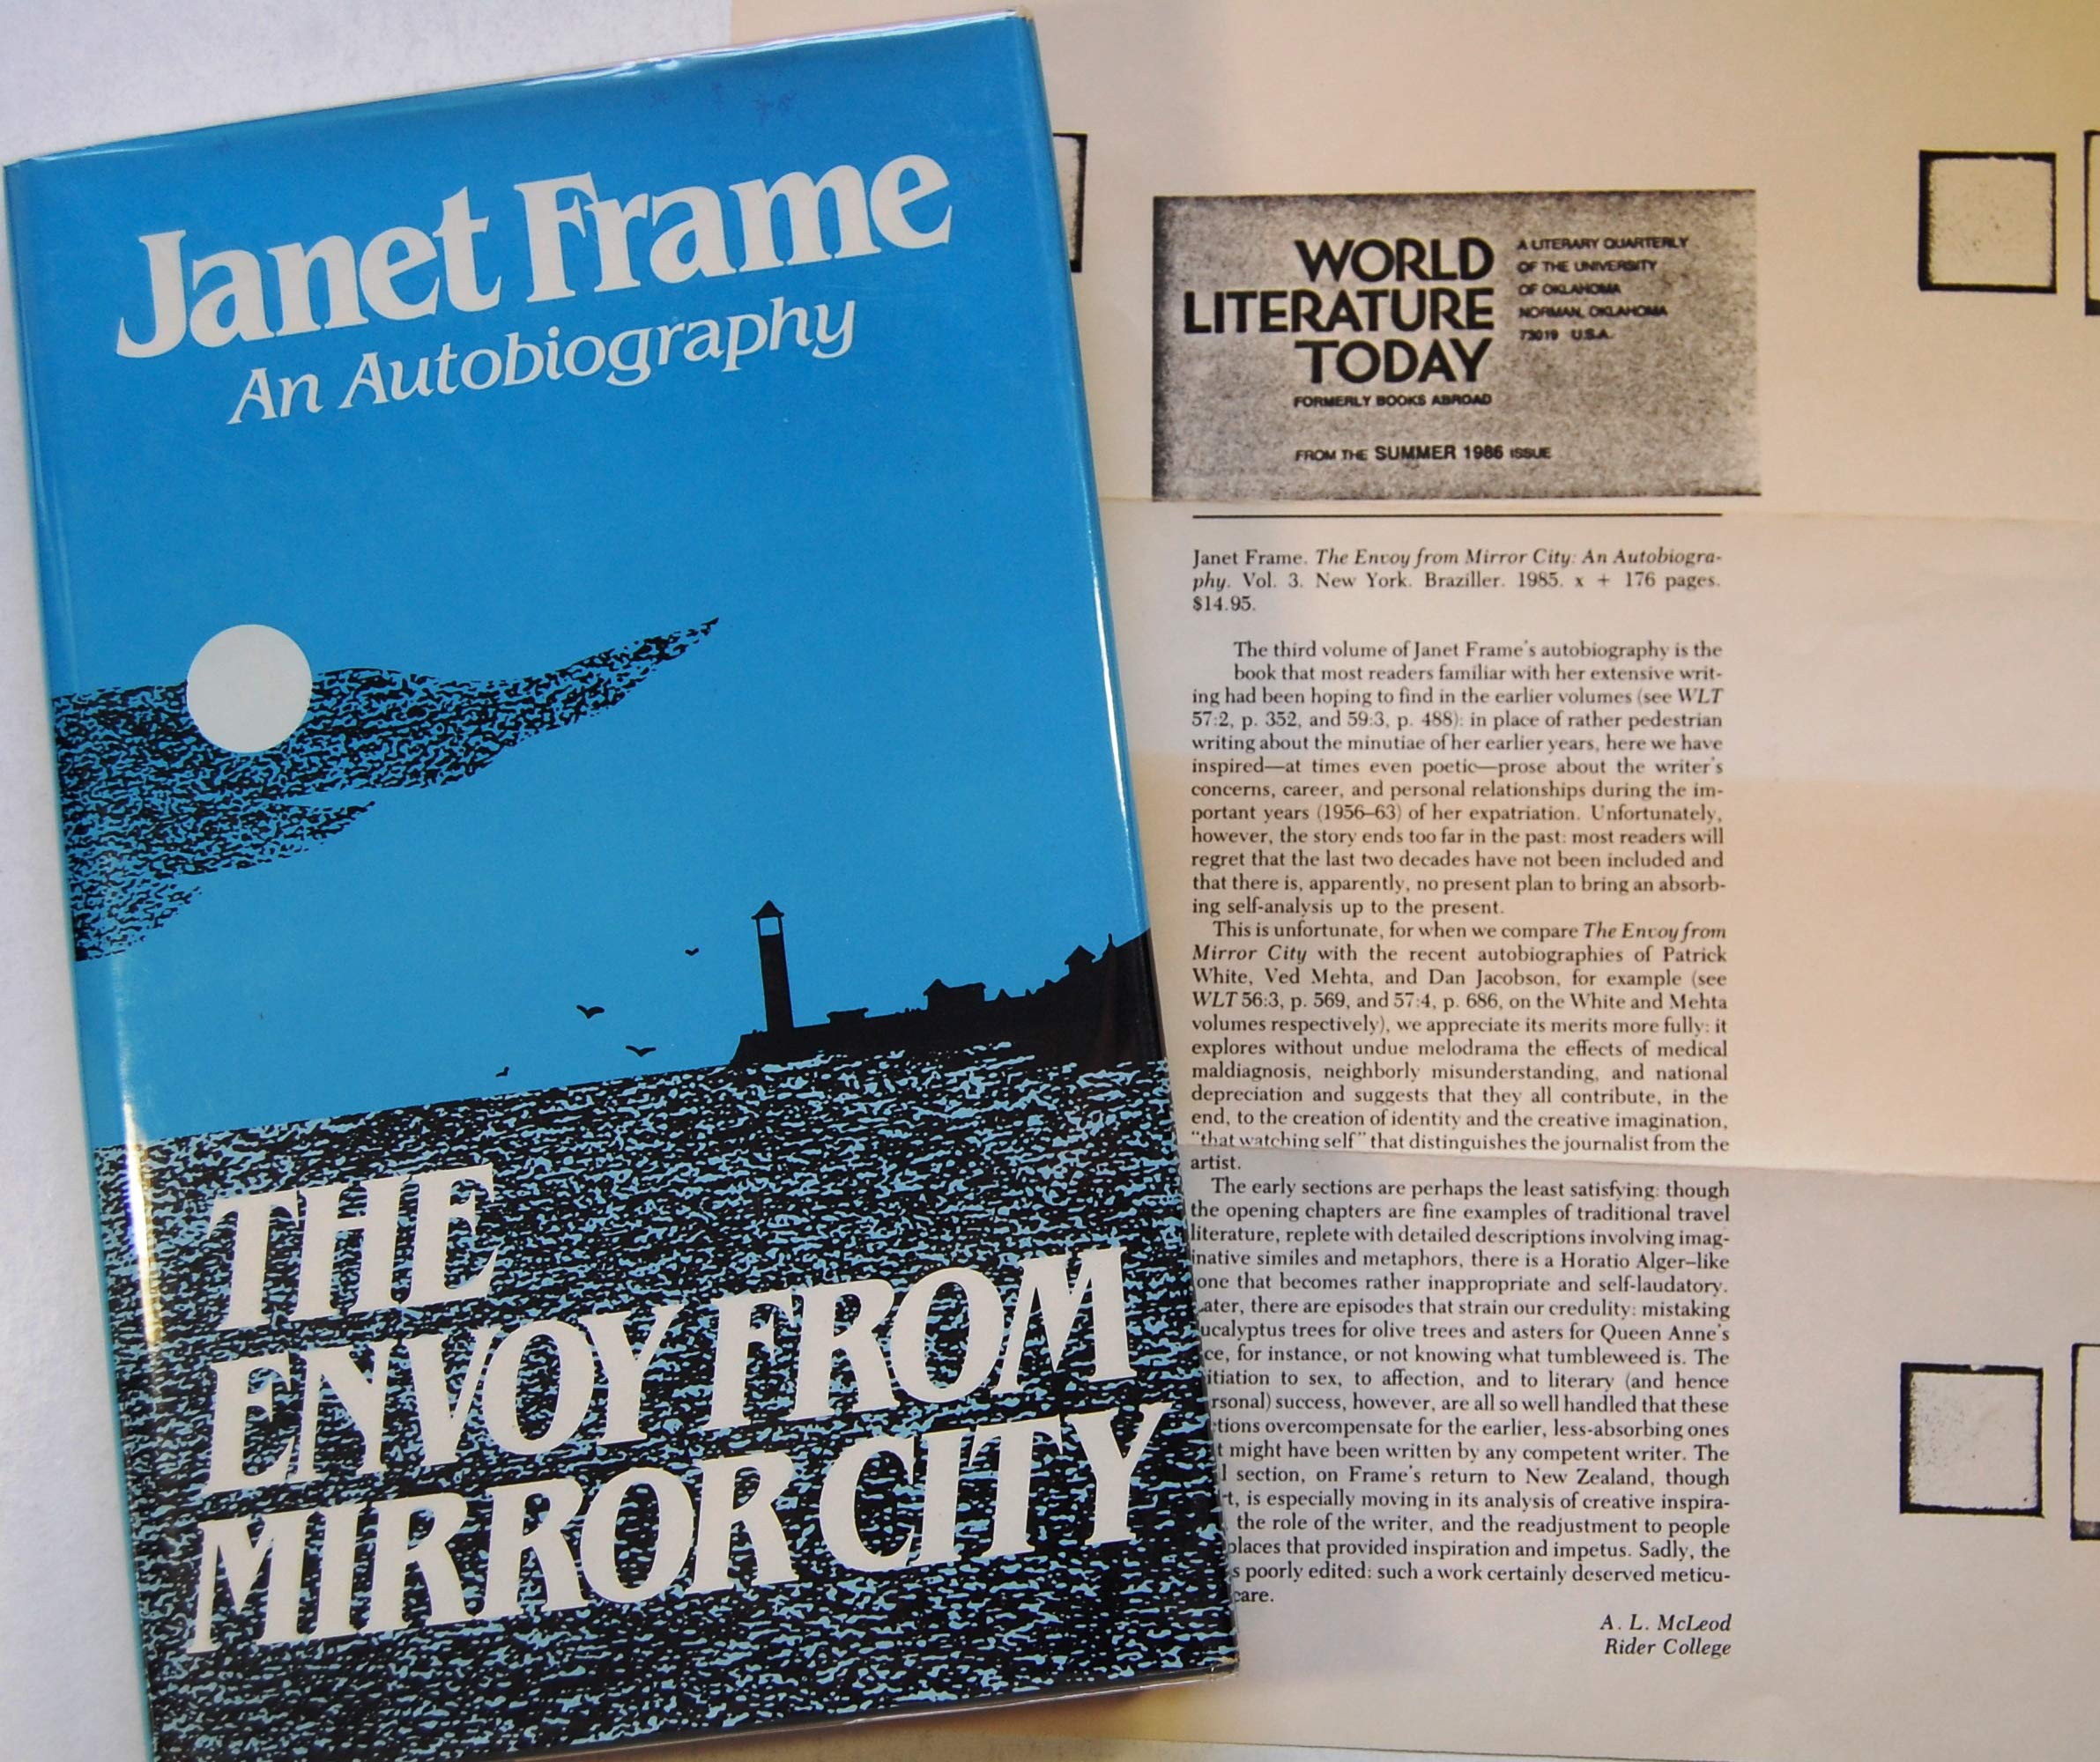 Janet Frame
An Autobiography
THE
ENVOY FROM
MIRROR CITY
WORLD
LITERATURE
TODAY
FORMERLY BOOKS ABROAD
A LITERARY QUARTERLY
OF THE UNIVERSITY
OF OKLAHOMA
NORMAN, OKLAHOMA
73019 U.S.A.
FROM THE SUMMER 1986 ISSUE
Janet Frame. The Envoy from Mirror City: An Autobiogra-
phy. Vol. 3. New York. Braziller. 1985. x + 176 pages.
$14.95.
The third volume of Janet Frame's autobiography is the
book that most readers familiar with her extensive writ-
ing had been hoping to find in the earlier volumes (see WLT
57:2, p. 352, and 59:3, p. 488): in place of rather pedestrian
writing about the minutiae of her earlier years, here we have
inspired—at times even poetic—prose about the writer's
concerns, career, and personal relationships during the im-
portant years (1956–63) of her expatriation. Unfortunately,
however, the story ends too far in the past: most readers will
regret that the last two decades have not been included and
that there is, apparently, no present plan to bring an absorb-
ing self-analysis up to the present.
This is unfortunate, for when we compare The Envoy from
Mirror City with the recent autobiographies of Patrick
White, Ved Mehta, and Dan Jacobson, for example (see
WLT 56:3, p. 569, and 57:4, p. 686, on the White and Mehta
volumes respectively), we appreciate its merits more fully: it
explores without undue melodrama the effects of medical
maldiagnosis, neighborly misunderstanding, and national
depreciation and suggests that they all contribute, in the
end, to the creation of identity and the creative imagination,
"that watching self" that distinguishes the journalist from the
artist.
The early sections are perhaps the least satisfying: though
the opening chapters are fine examples of traditional travel
literature, replete with detailed descriptions involving imag-
inative similes and metaphors, there is a Horatio Alger–like
one that becomes rather inappropriate and self-laudatory.
ater, there are episodes that strain our credulity: mistaking
ucalyptus trees for olive trees and asters for Queen Anne's
ce, for instance, or not knowing what tumbleweed is. The
itiation to sex, to affection, and to literary (and hence
rsonal) success, however, are all so well handled that these
tions overcompensate for the earlier, less-absorbing ones
t might have been written by any competent writer. The
l section, on Frame's return to New Zealand, though
rt, is especially moving in its analysis of creative inspira-
, the role of the writer, and the readjustment to people
places that provided inspiration and impetus. Sadly, the
s poorly edited: such a work certainly deserved meticu-
care.
A. L. McLeod
Rider College